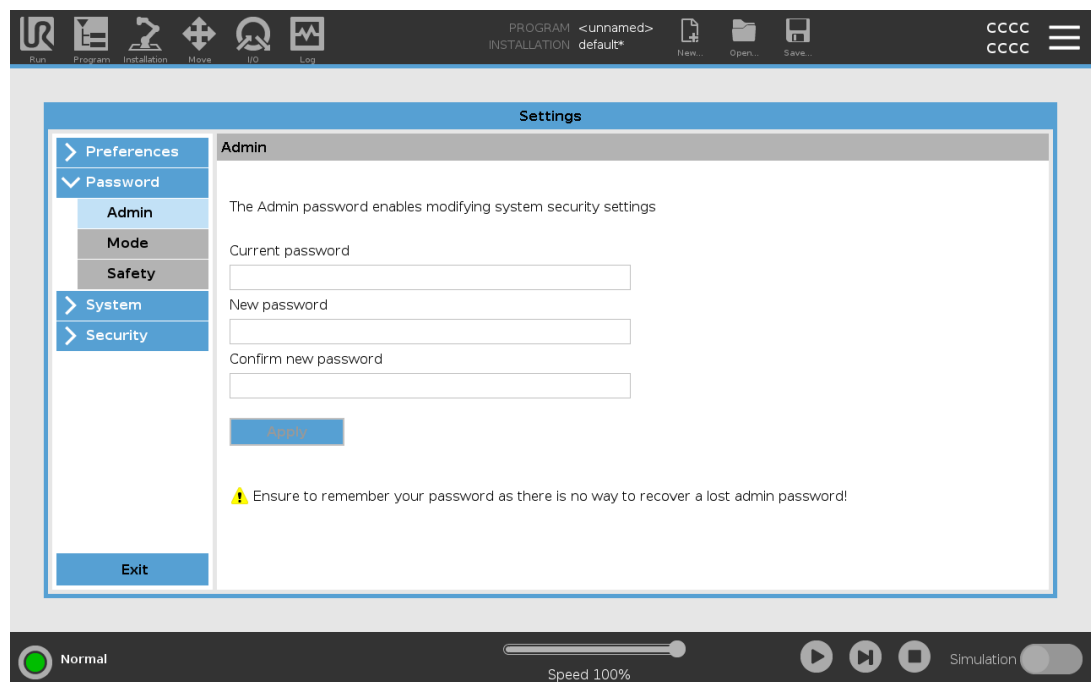 PROGRAM <unnamed>
INSTALLATION default*
UR
Run
Program
Installation
Move
I/O
Log
New...
Open...
Save...
CCCC
CCCC
Settings
Preferences
Password
Admin
Mode
Safety
System
Security
Exit
Admin
The Admin password enables modifying system security settings
Current password
New password
Confirm new password
Apply
Ensure to remember your password as there is no way to recover a lost admin password!
Normal
Speed 100%
Simulation